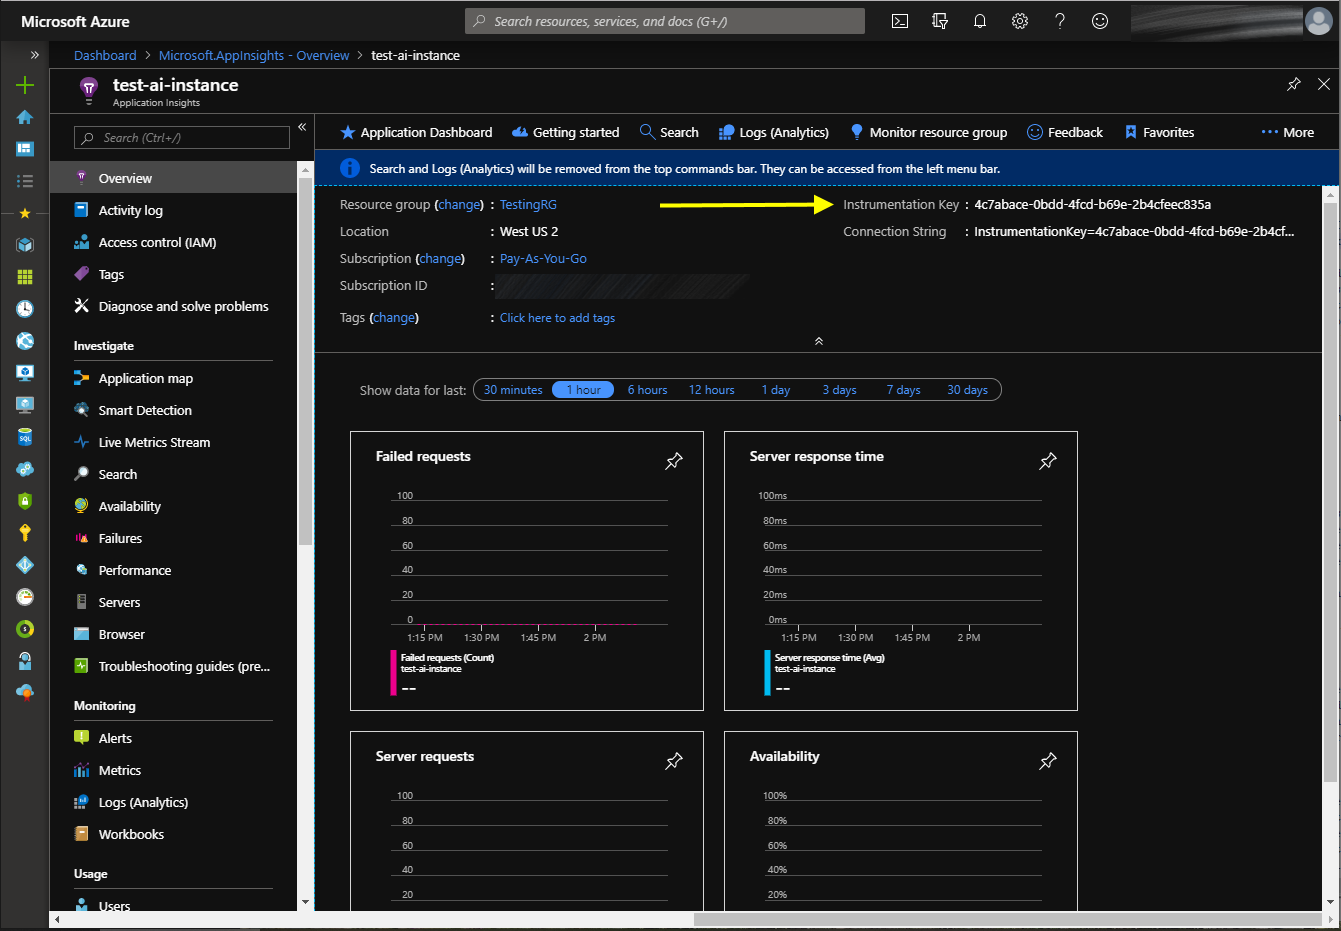 Microsoft Azure
Search resources, services, and docs (G+/)
Dashboard > Microsoft.AppInsights - Overview > test-ai-instance
test-ai-instance
Application Insights
Search (Ctrl+/)
Overview
Activity log
Access control (IAM)
Tags
Diagnose and solve problems
Investigate
Application map
Smart Detection
Live Metrics Stream
Search
Availability
Failures
Performance
Servers
Browser
Troubleshooting guides (pre...
Monitoring
Alerts
Metrics
Logs (Analytics)
Workbooks
Usage
Users
Application Dashboard Getting started Search Logs (Analytics) Monitor resource group Feedback Favorites ... More
Search and Logs (Analytics) will be removed from the top commands bar. They can be accessed from the left menu bar.
Resource group (change) : TestingRG
Location : West US 2
Subscription (change) : Pay-As-You-Go
Subscription ID :
Tags (change) : Click here to add tags
Instrumentation Key : 4c7abace-0bdd-4fcd-b69e-2b4cfeec835a
Connection String : InstrumentationKey=4c7abace-0bdd-4fcd-b69e-2b4cf...
Show data for last: 30 minutes 1 hour 6 hours 12 hours 1 day 3 days 7 days 30 days
Failed requests
100
80
60
40
20
0
1:15 PM 1:30 PM 1:45 PM 2 PM
Failed requests (Count)
test-ai-instance
--
Server response time
100ms
80ms
60ms
40ms
20ms
0ms
1:15 PM 1:30 PM 1:45 PM 2 PM
Server response time (Avg)
test-ai-instance
--
Server requests
100
80
60
40
20
Availability
100%
80%
60%
40%
20%